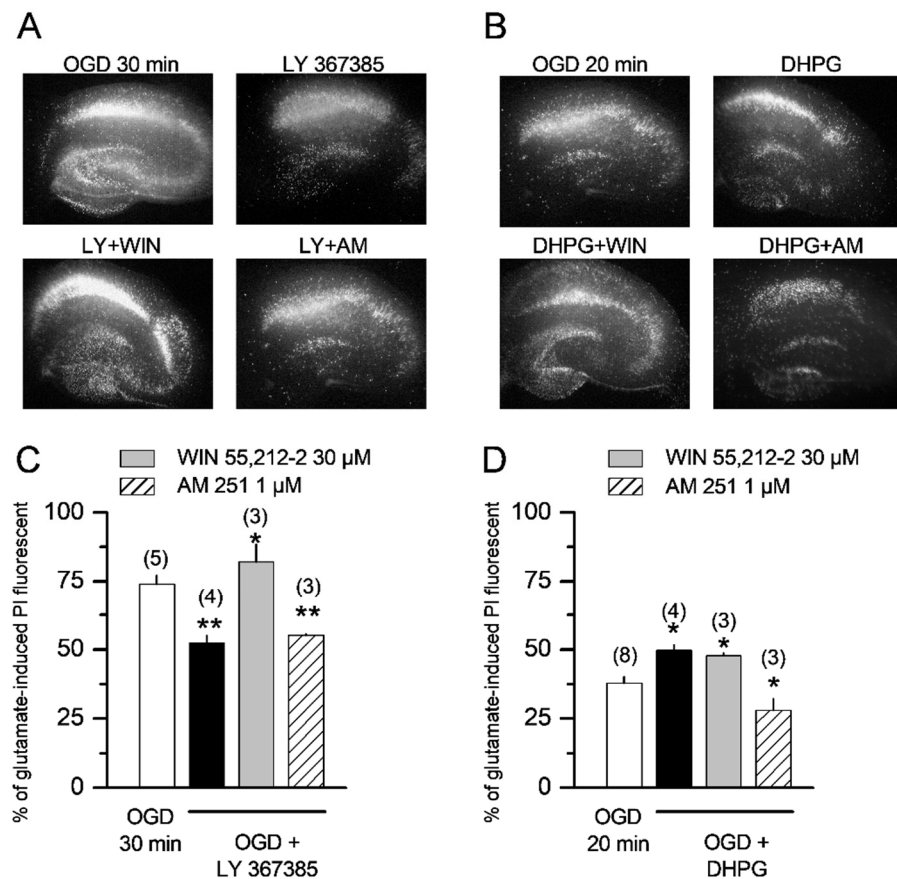 A
OGD 30 min
LY 367385
LY+WIN
LY+AM
B
OGD 20 min
DHPG
DHPG+WIN
DHPG+AM
C
WIN 55,212-2 30 µM
AM 251 1 µM
% of glutamate-induced PI fluorescent
100
75
50
25
0
(5)
(4)
**
(3)
*
(3)
**
OGD
30 min
OGD +
LY 367385
D
WIN 55,212-2 30 µM
AM 251 1 µM
% of glutamate-induced PI fluorescent
100
75
50
25
0
(8)
(4)
*
(3)
*
(3)
*
OGD
20 min
OGD +
DHPG